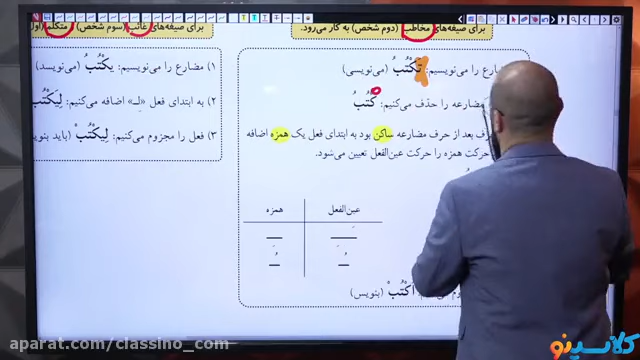 برای صیغه‌های مخاطب (دوم شخص) به کار می‌رود.
برای صیغه‌های غائب (سوم شخص) متکلم
مضارع را می‌نویسیم: تَکْتُبُ (می‌نویسی)
مضارعه را حذف می‌کنیم: کْتُبُ
بعد از حرف مضارعه ساکن بود به ابتدای فعل یک همزه اضافه
حرکت همزه را حرکت عین‌الفعل تعیین می‌شود.
عین‌الفعل همزه
اُکْتُبْ (بنویس)
۱) مضارع را می‌نویسیم: یَکْتُبُ (می‌نویسد)
۲) به ابتدای فعل «لِـ» اضافه می‌کنیم:
۳) فعل را مجزوم می‌کنیم: لِیَکْتُبْ (باید
aparat.com/classino_com
کلاسینو